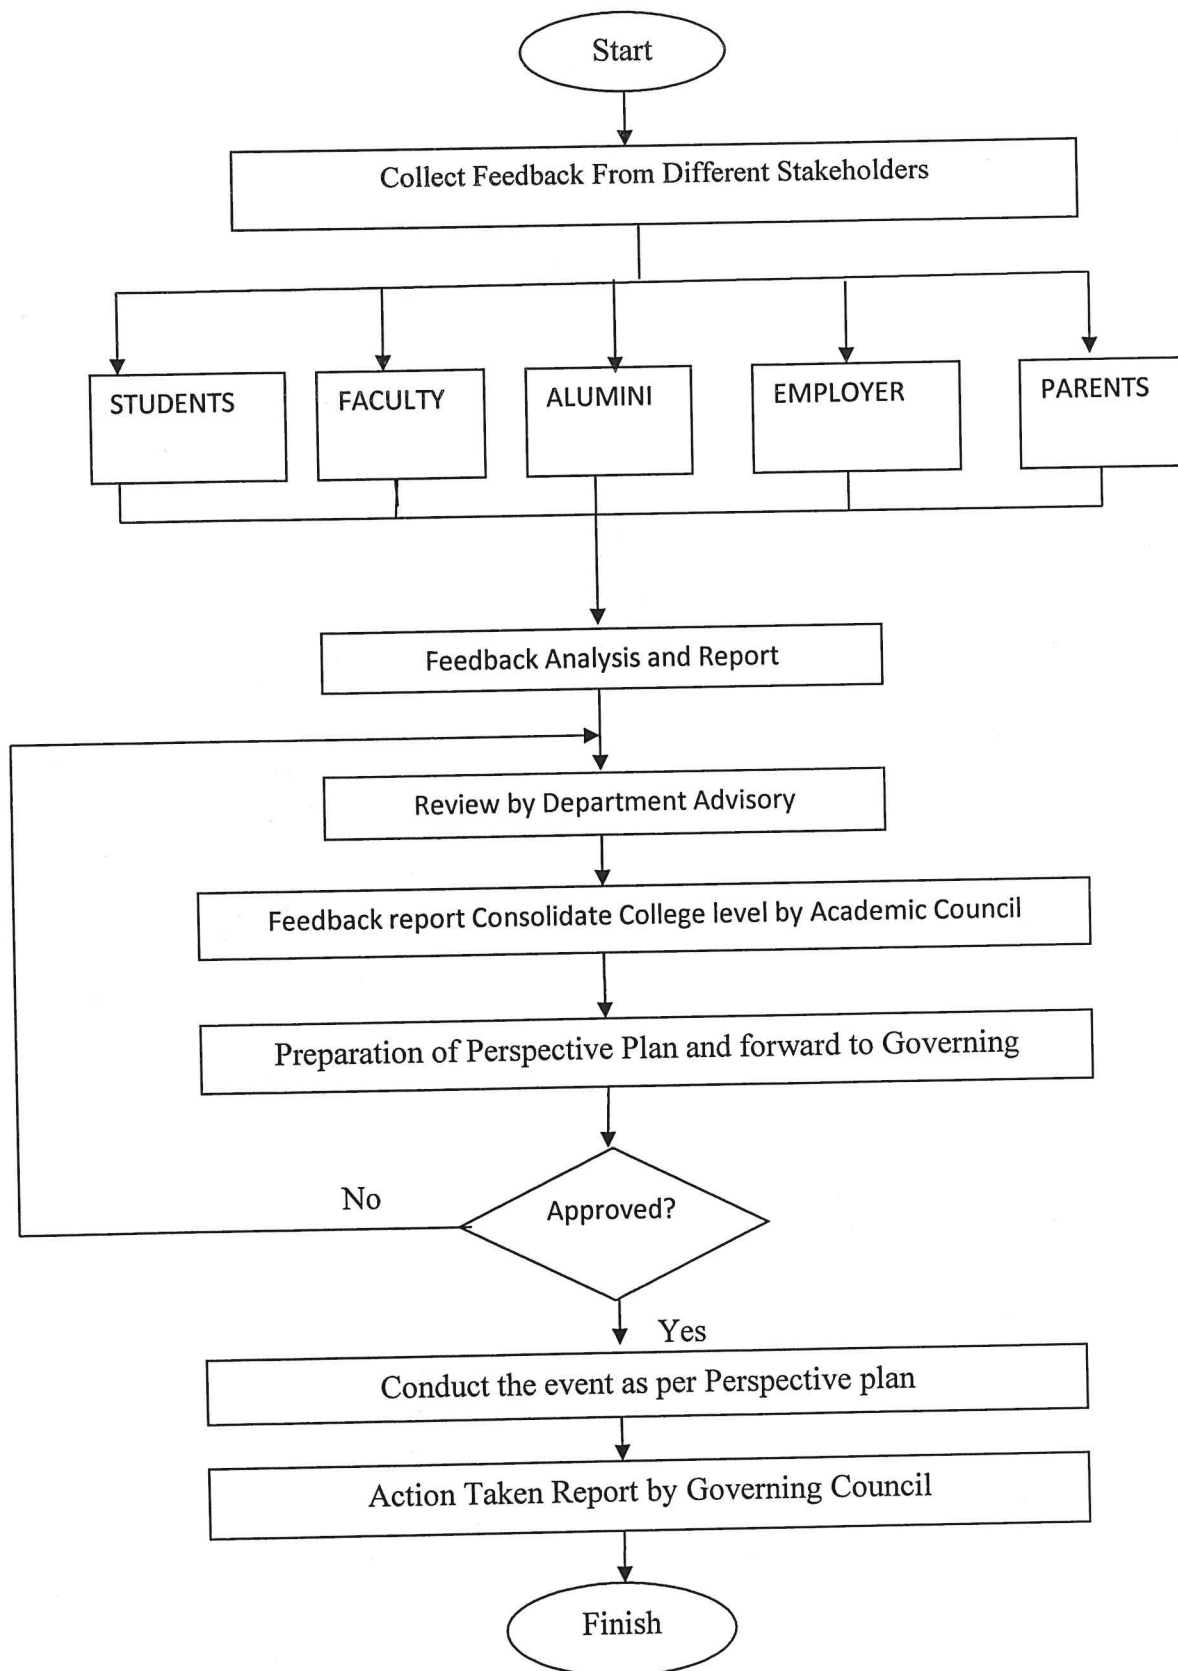 Start
Collect Feedback From Different Stakeholders
STUDENTS
FACULTY
ALUMINI
EMPLOYER
PARENTS
Feedback Analysis and Report
Review by Department Advisory
Feedback report Consolidate College level by Academic Council
Preparation of Perspective Plan and forward to Governing
Approved?
No
Yes
Conduct the event as per Perspective plan
Action Taken Report by Governing Council
Finish